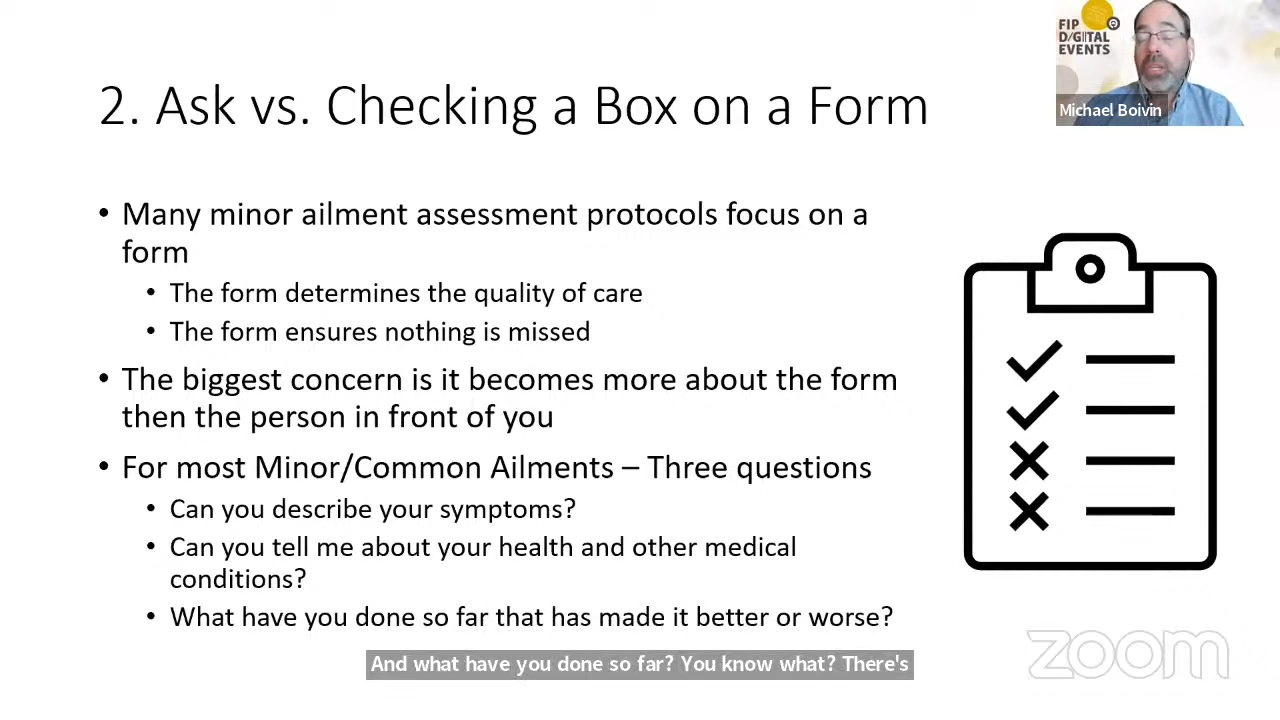 FIP
DIGITAL
EVENTS
Michael Boivin
2. Ask vs. Checking a Box on a Form
• Many minor ailment assessment protocols focus on a
form
• The form determines the quality of care
• The form ensures nothing is missed
• The biggest concern is it becomes more about the form
then the person in front of you
• For most Minor/Common Ailments – Three questions
• Can you describe your symptoms?
• Can you tell me about your health and other medical
conditions?
• What have you done so far that has made it better or worse?
And what have you done so far? You know what? There's
zoom